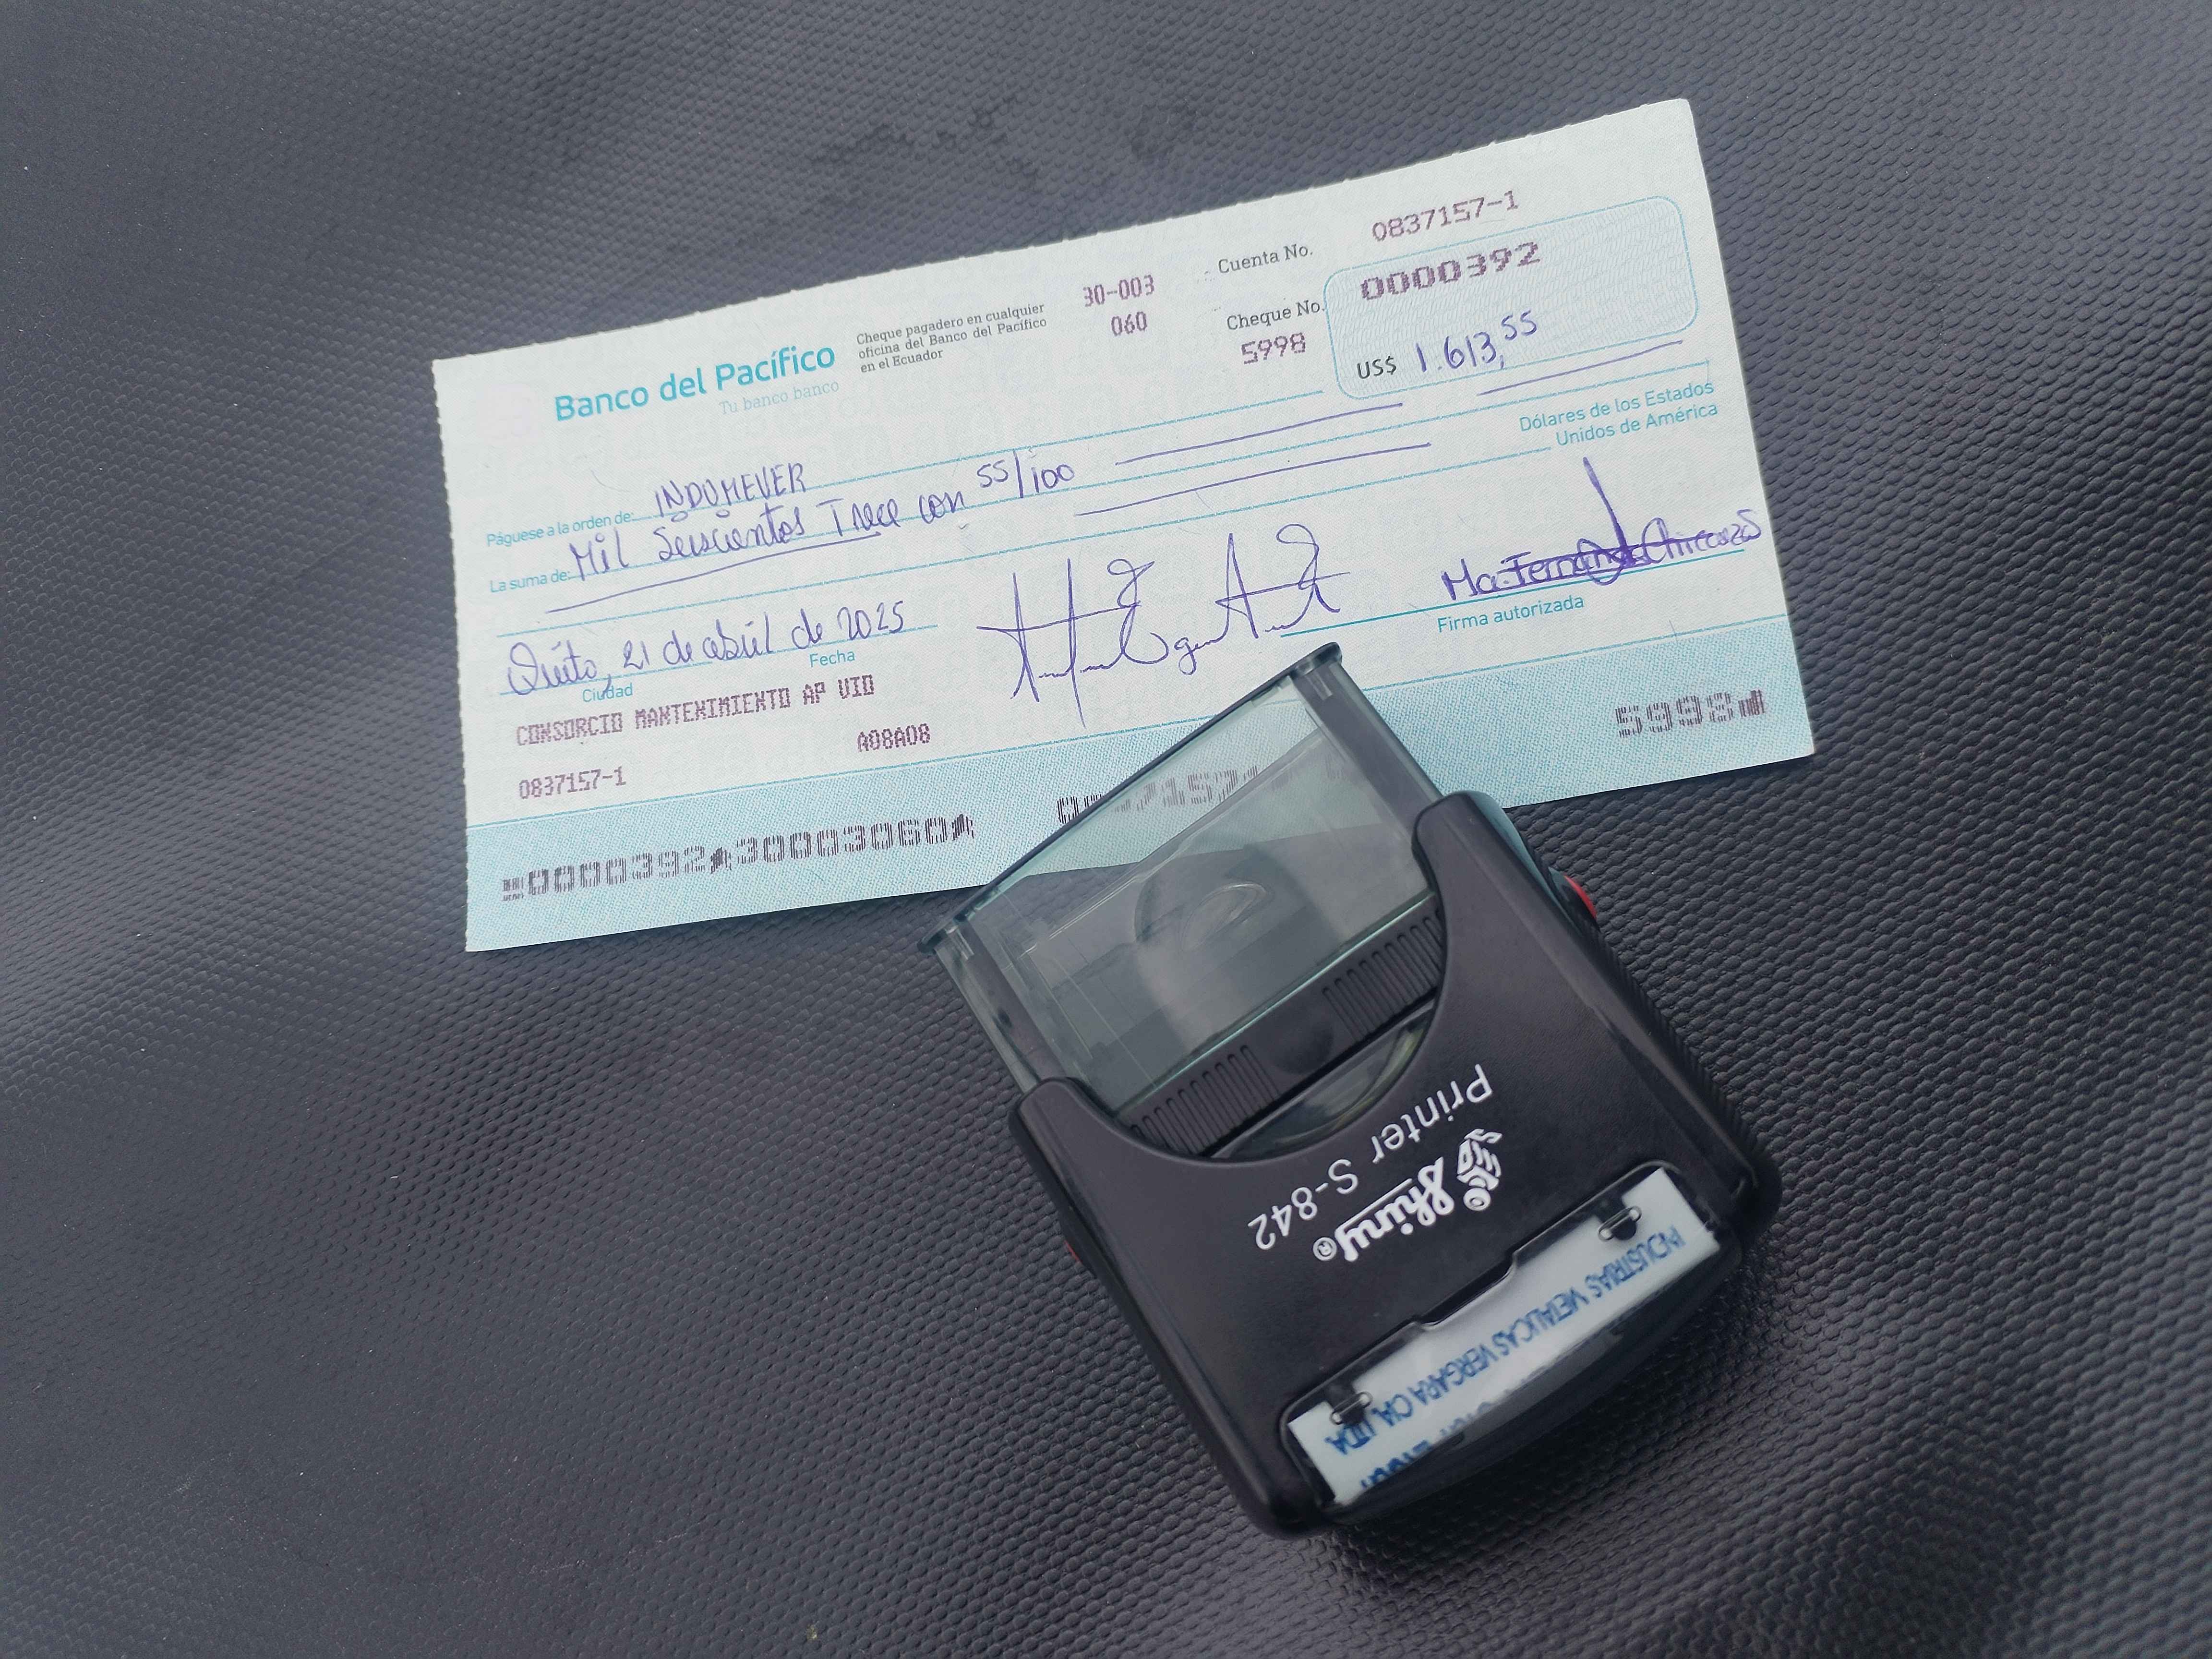 Banco del Pacífico
Tu banco banco
Cheque pagadero en cualquier
oficina del Banco del Pacífico
en el Ecuador
30-003
060
Cuenta No.
0837157-1
Cheque No.
5998
0000392
US$ 1.613,55
Páguese a la orden de: INDUMEVER
La suma de: Mil Seiscientos Trece con 55/100
Dólares de los Estados
Unidos de América
Quito, 21 de abril de 2025
Ciudad
Fecha
Ma. Fernanda
Firma autorizada
CONSORCIO MANTENIMIENTO AP UIO
0837157-1
A08A08
0000392 30003060
5998
Printer S-842
Shiny®
INDUSTRIAS METALICAS VERGARA CIA. LTDA